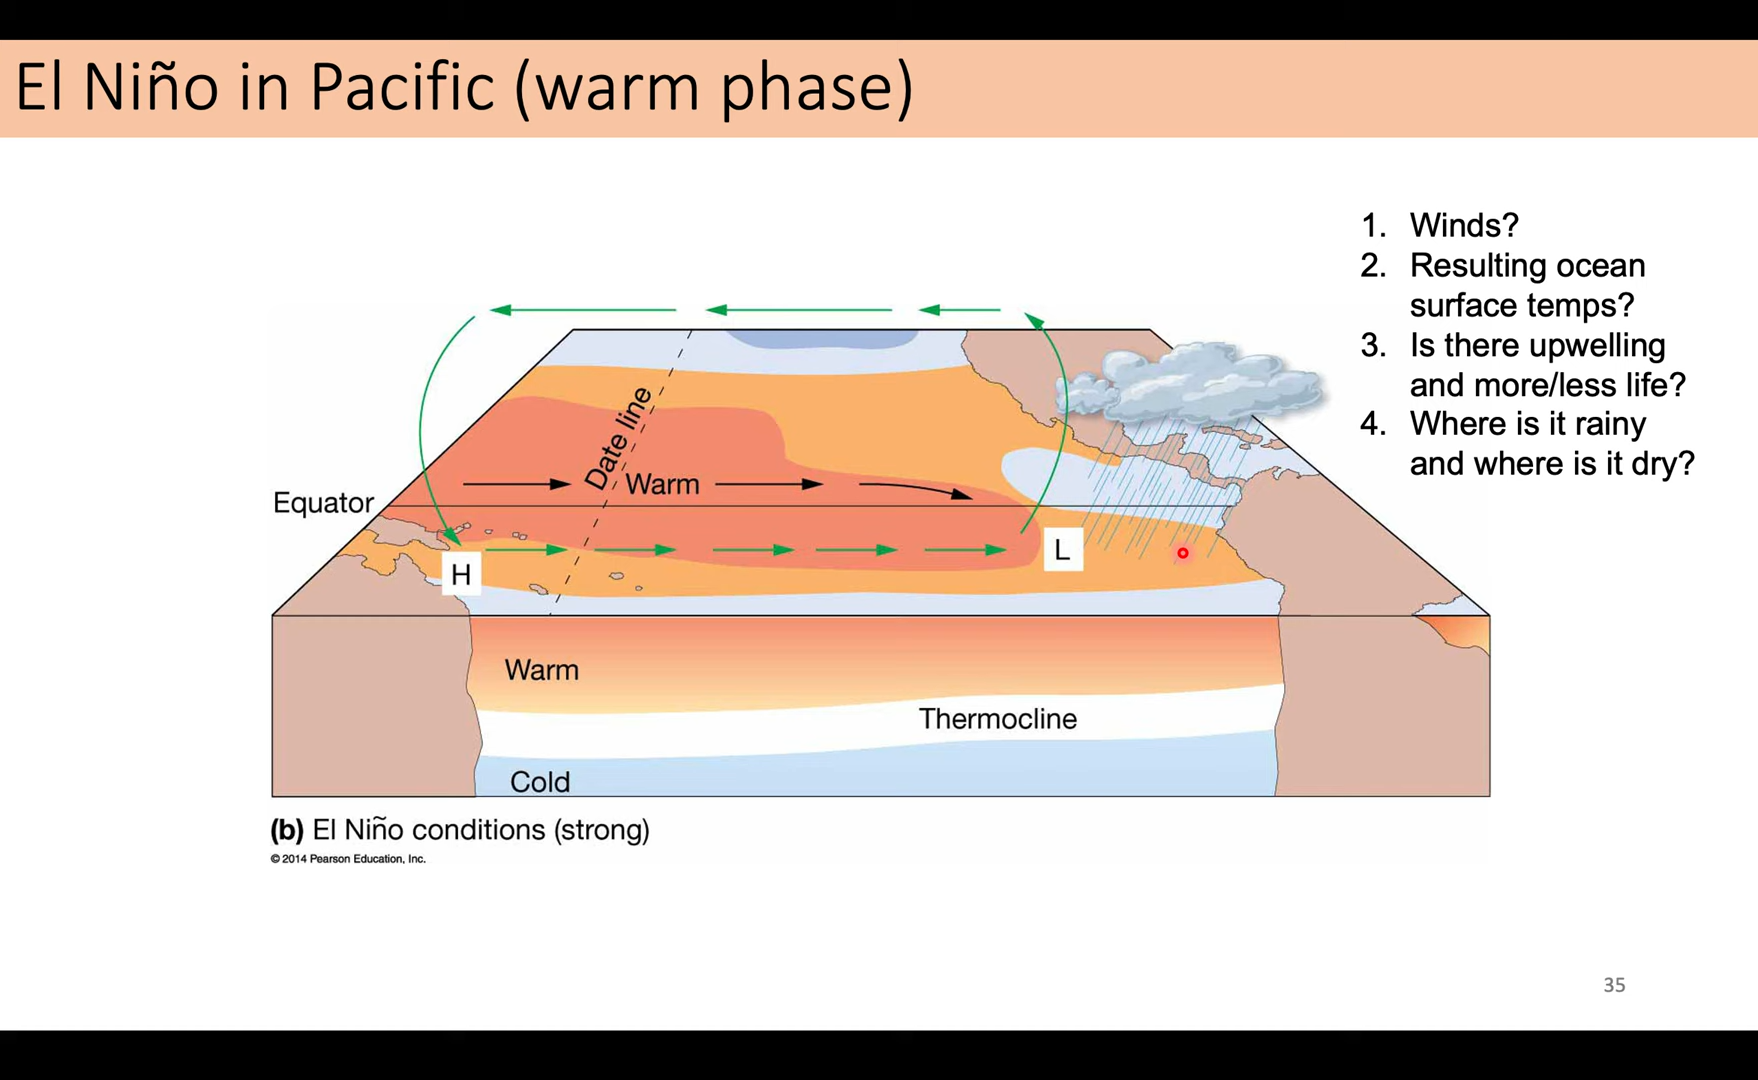 El Niño in Pacific (warm phase)
1. Winds?
2. Resulting ocean
surface temps?
3. Is there upwelling
and more/less life?
4. Where is it rainy
and where is it dry?
Date line
Warm
Equator
L
H
Warm
Thermocline
Cold
(b) El Niño conditions (strong)
© 2014 Pearson Education, Inc.
35